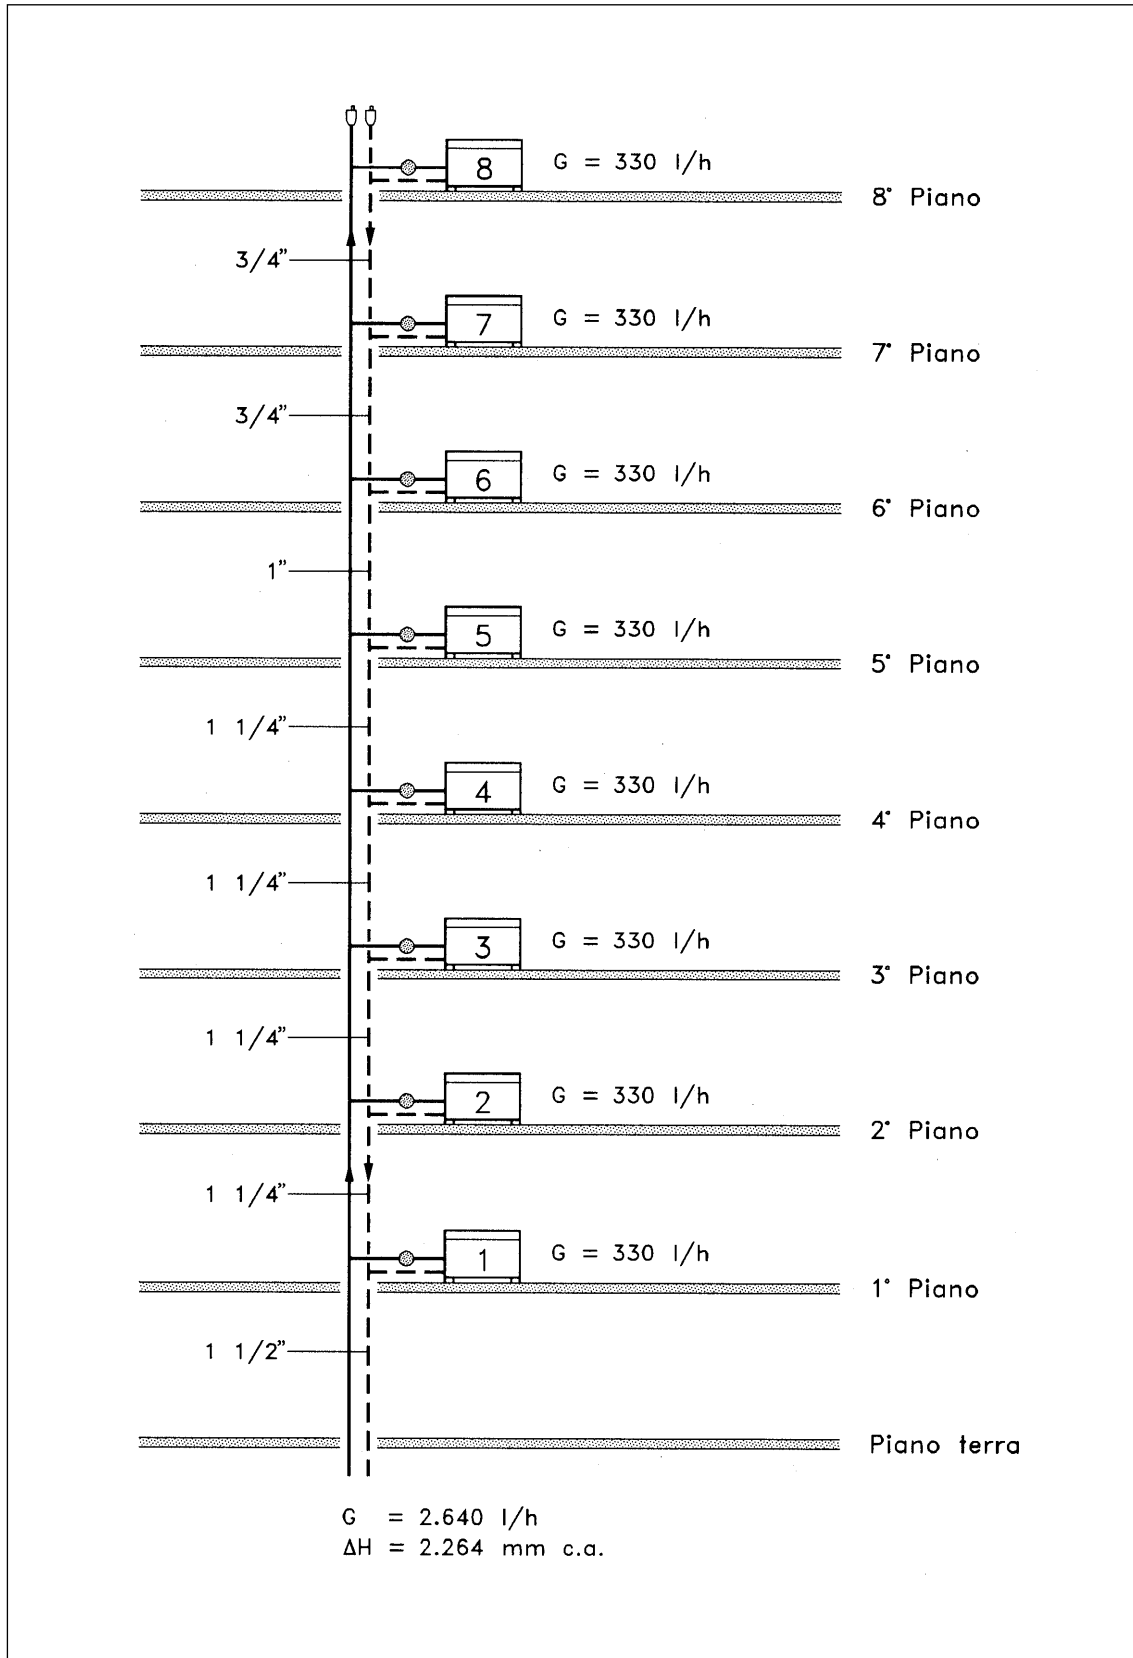 8 G = 330 l/h
8° Piano
3/4"
7 G = 330 l/h
7° Piano
3/4"
6 G = 330 l/h
6° Piano
1"
5 G = 330 l/h
5° Piano
1 1/4"
4 G = 330 l/h
4° Piano
1 1/4"
3 G = 330 l/h
3° Piano
1 1/4"
2 G = 330 l/h
2° Piano
1 1/4"
1 G = 330 l/h
1° Piano
1 1/2"
Piano terra
G = 2.640 l/h
ΔH = 2.264 mm c.a.